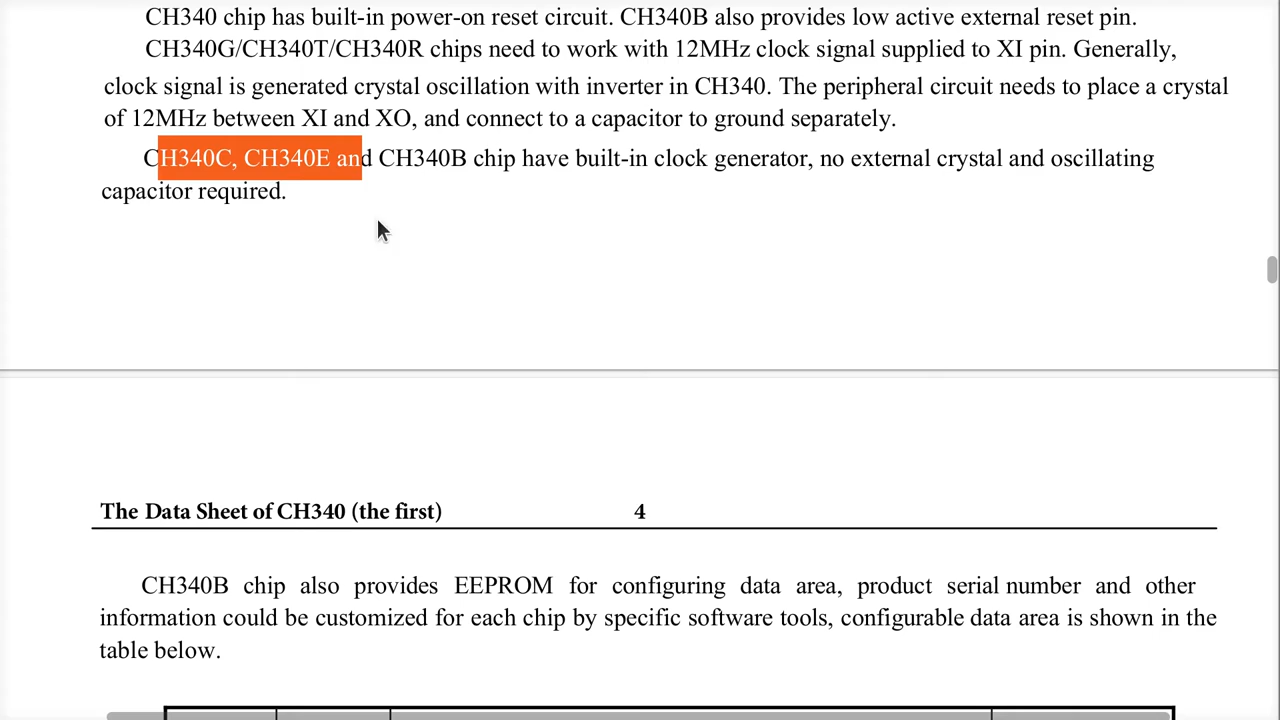 CH340 chip has built-in power-on reset circuit. CH340B also provides low active external reset pin.
CH340G/CH340T/CH340R chips need to work with 12MHz clock signal supplied to XI pin. Generally,
clock signal is generated crystal oscillation with inverter in CH340. The peripheral circuit needs to place a crystal
of 12MHz between XI and XO, and connect to a capacitor to ground separately.
CH340C, CH340E and CH340B chip have built-in clock generator, no external crystal and oscillating
capacitor required.
The Data Sheet of CH340 (the first) 4
CH340B chip also provides EEPROM for configuring data area, product serial number and other
information could be customized for each chip by specific software tools, configurable data area is shown in the
table below.